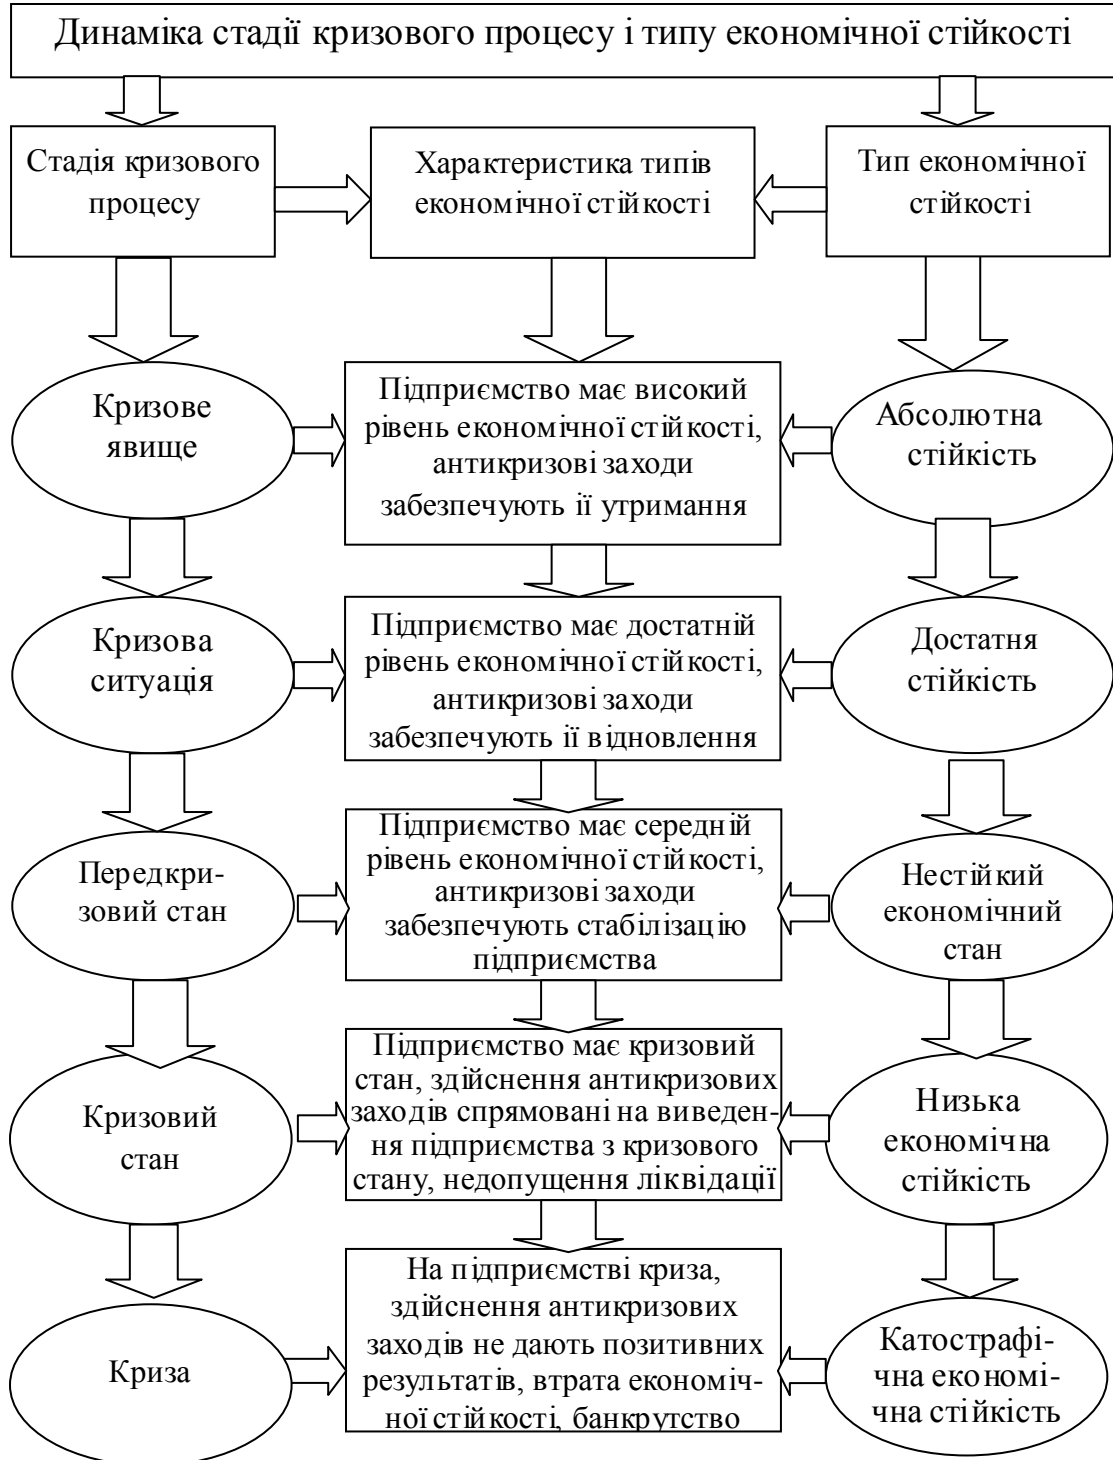 Динаміка стадії кризового процесу і типу економічної стійкості
Стадія кризового
процесу
Характеристика типів
економічної стійкості
Тип економічної
стійкості
Кризове
явище
Підприємство має високий
рівень економічної стійкості,
антикризові заходи
забезпечують ії утримання
Абсолютна
стійкість
Кризова
ситуація
Підприємство має достатній
рівень економічної стійкості,
антикризові заходи
забезпечують ії відновлення
Достатня
стійкість
Передкри-
зовий стан
Підприємство має середній
рівень економічної стійкості,
антикризові заходи
забезпечують стабілізацію
підприємства
Нестійкий
економічний
стан
Кризовий
стан
Підприємство має кризовий
стан, здійснення антикризових
заходів спрямовані на виведен-
ня підприємства з кризового
стану, недопущення ліквідації
Низька
економічна
стійкість
Криза
На підприємстві криза,
здійснення антикризових
заходів не дають позитивних
результатів, втрата економіч-
ної стійкості, банкрутство
Катострафі-
чна економі-
чна стійкість